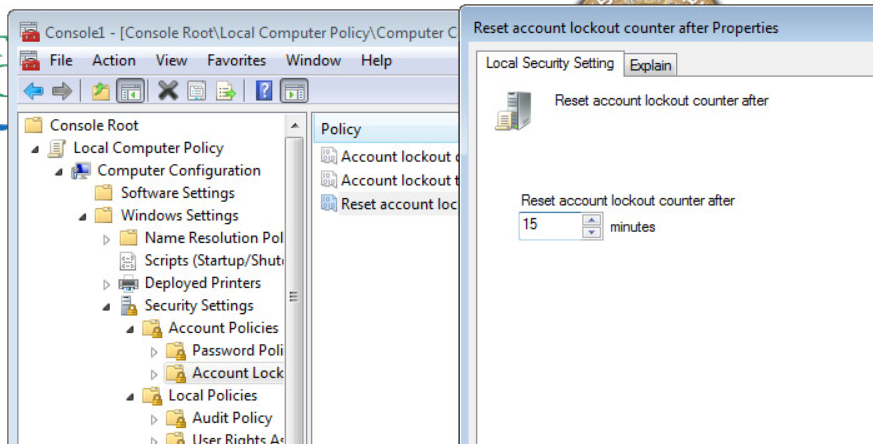 Console1 - [Console Root\Local Computer Policy\Computer C
File Action View Favorites Window Help
Console Root
Local Computer Policy
Computer Configuration
Software Settings
Windows Settings
Name Resolution Pol
Scripts (Startup/Shut
Deployed Printers
Security Settings
Account Policies
Password Poli
Account Lock
Local Policies
Audit Policy
User Rights As
Policy
Account lockout
Account lockout t
Reset account loc
Reset account lockout counter after Properties
Local Security Setting Explain
Reset account lockout counter after
Reset account lockout counter after
15 minutes